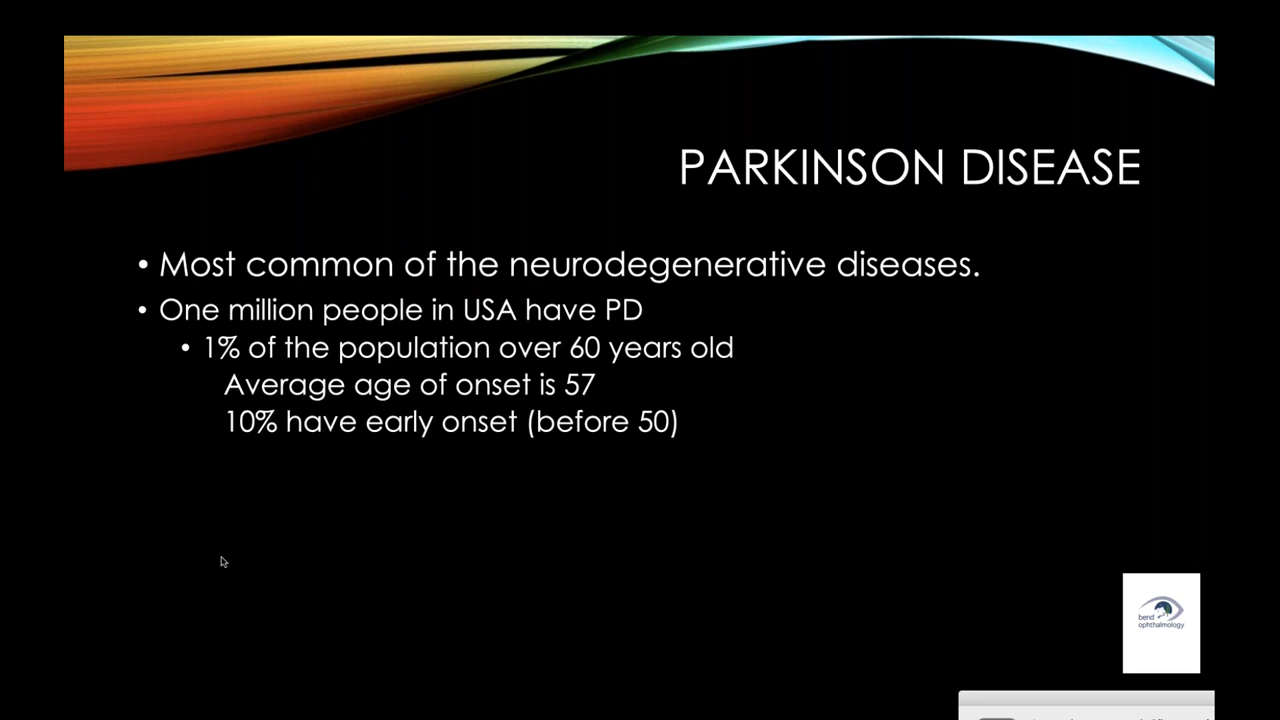 PARKINSON DISEASE
• Most common of the neurodegenerative diseases.
• One million people in USA have PD
• 1% of the population over 60 years old
Average age of onset is 57
10% have early onset (before 50)
bend
ophthalmology